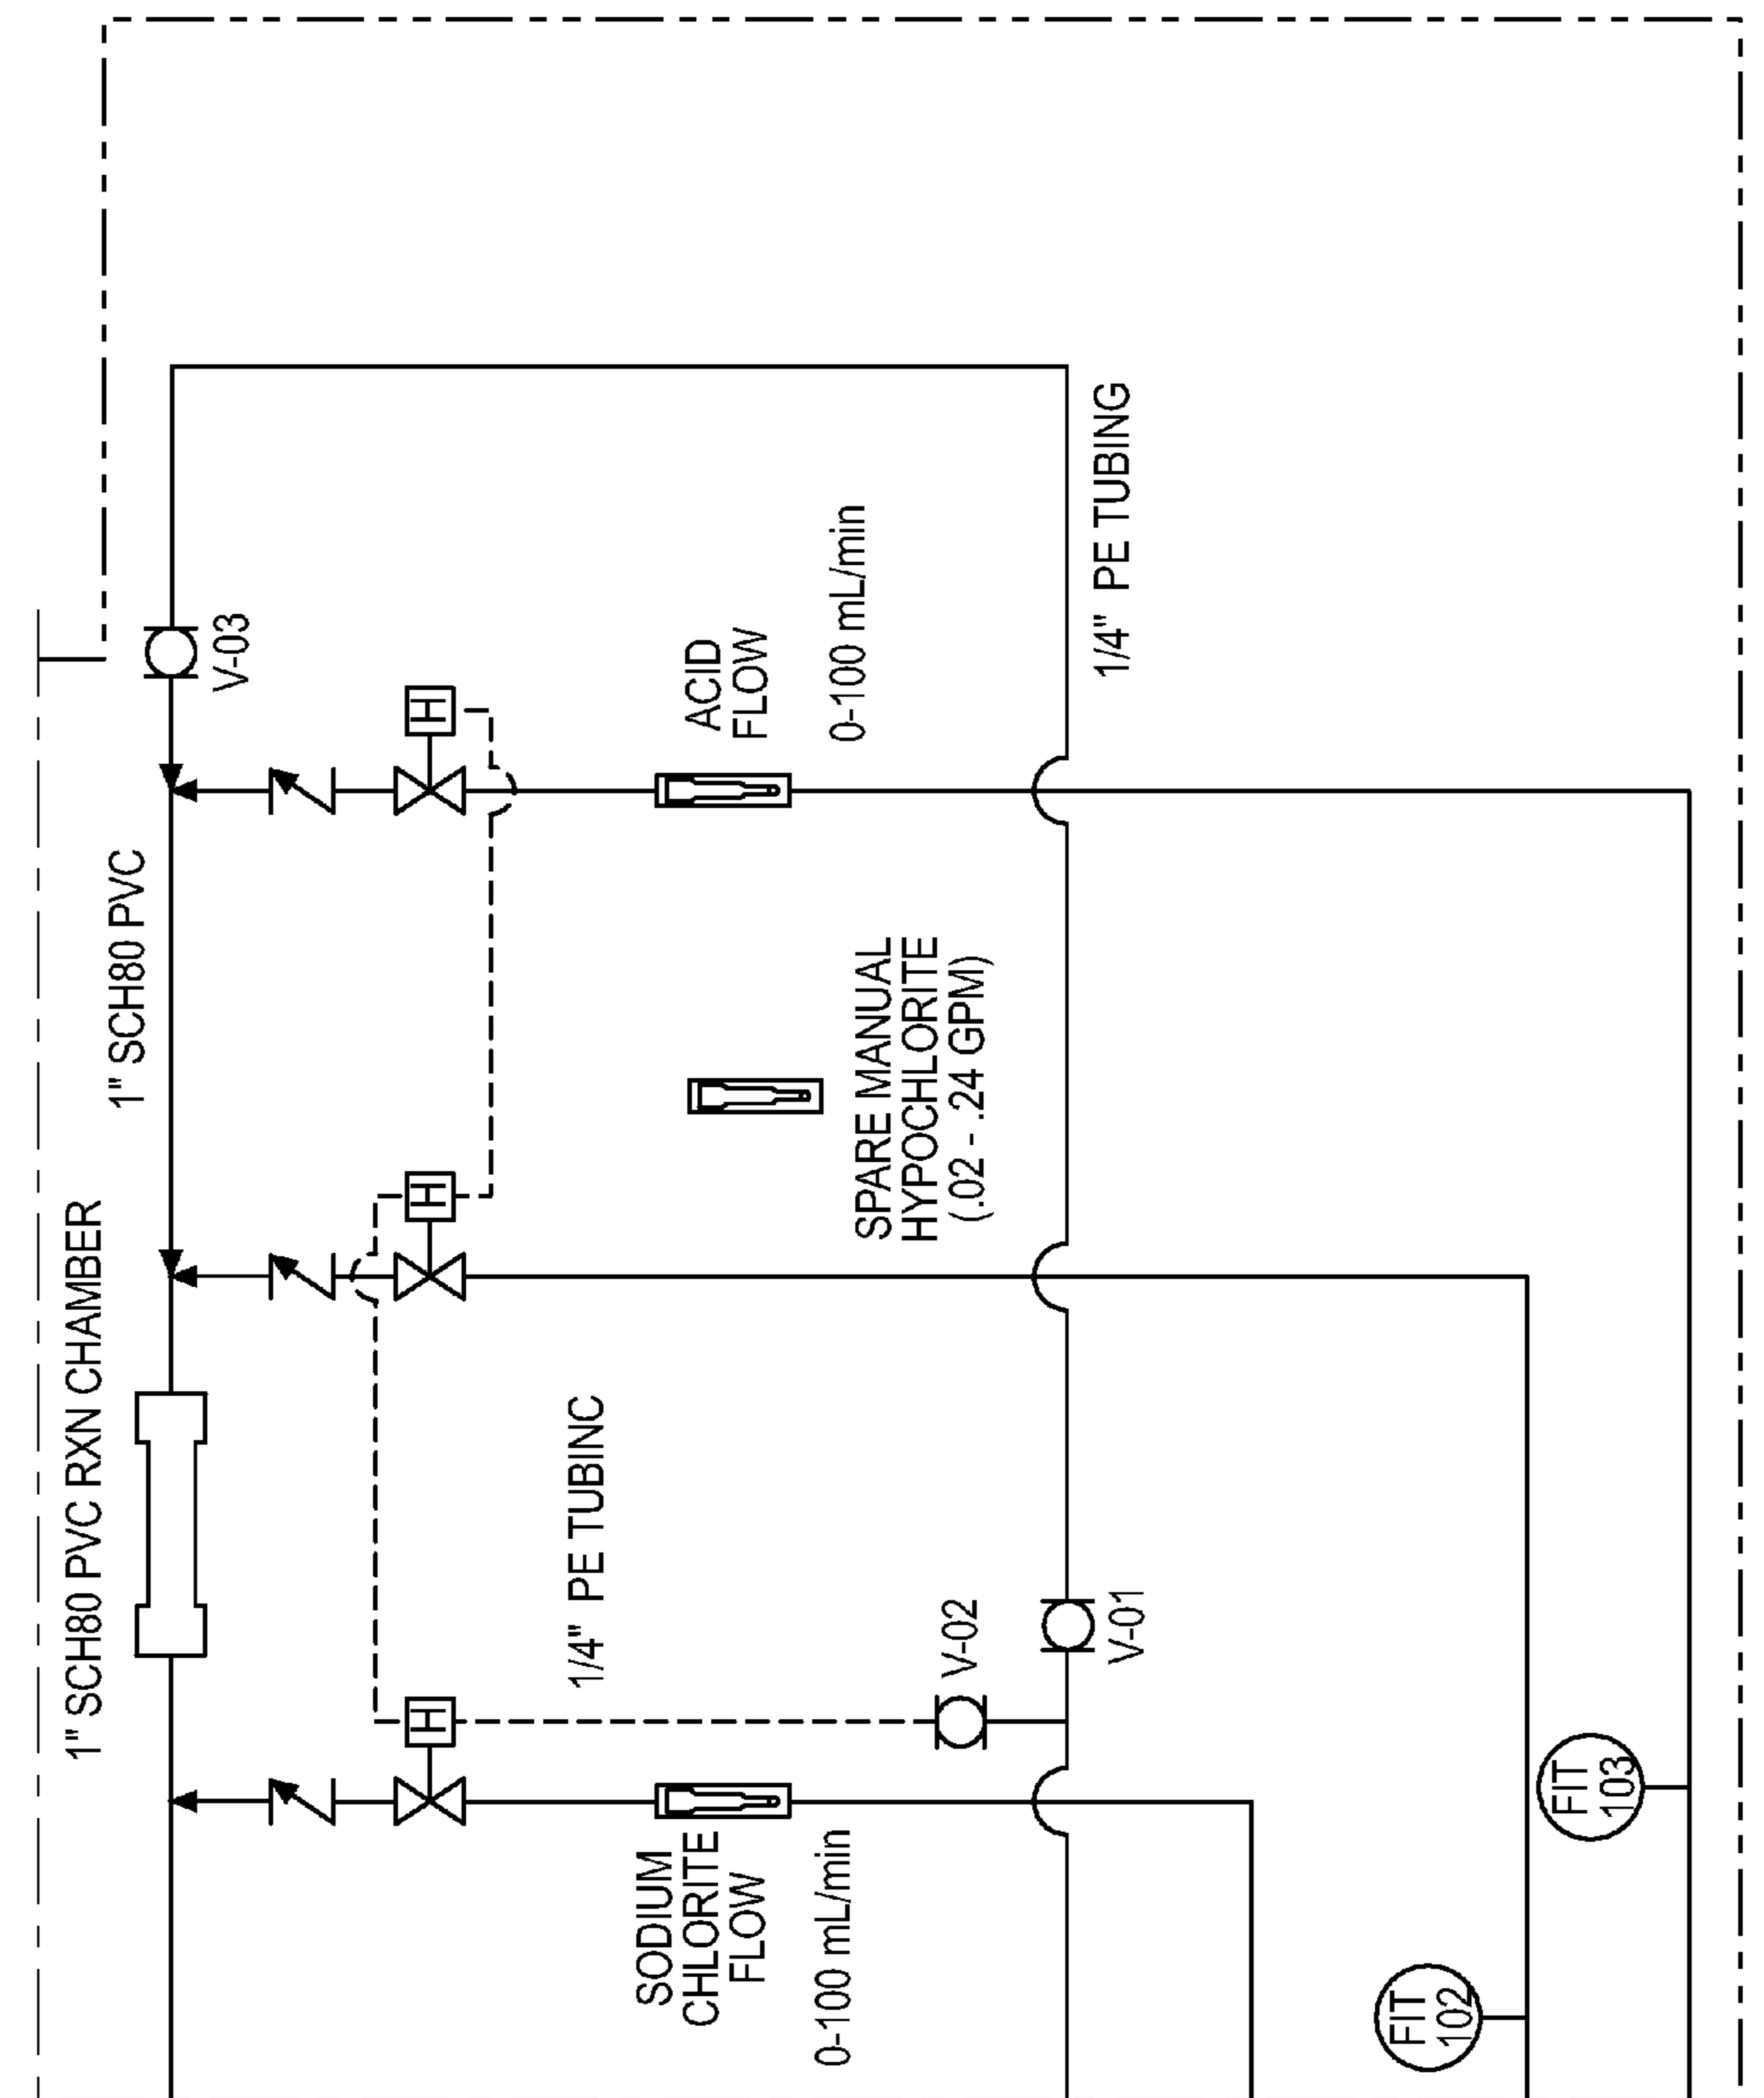 1" SCH80 PVC RXN CHAMBER
1" SCH80 PVC
V-03
H
H
H
1/4" PE TUBINC
SODIUM
CHLORITE
FLOW
0-100 mL/min
ACID
FLOW
0-100 mL/min
SPARE MANUAL
HYPOCHLORITE
(.02 - .24 GPM)
V-02
V-01
1/4" PE TUBING
FIT
102
FIT
103